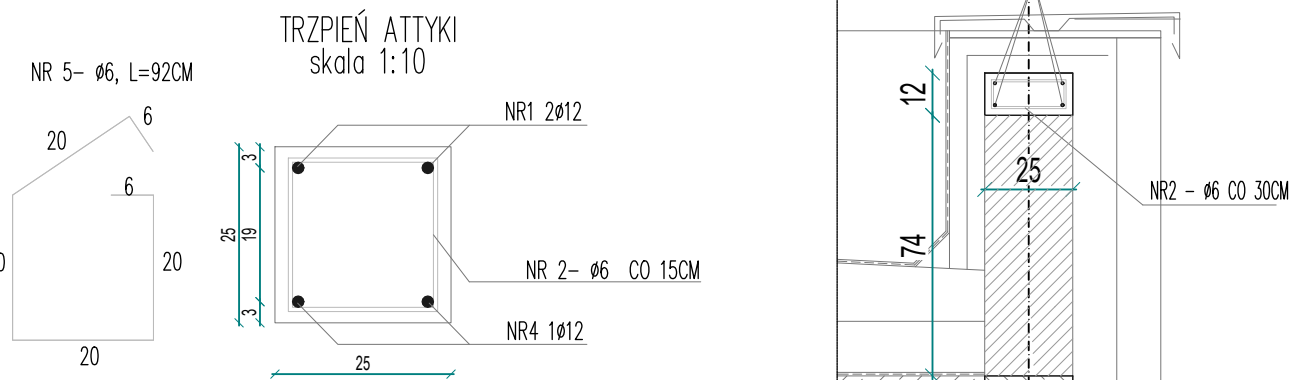 TRZPIEŃ ATTYKI
skala 1:10
NR 5- ø6, L=92CM
20
6
6
20
20
NR1 2ø12
3
25
19
3
NR 2- ø6 CO 15CM
NR4 1ø12
25
12
25
74
NR2 - ø6 CO 30CM